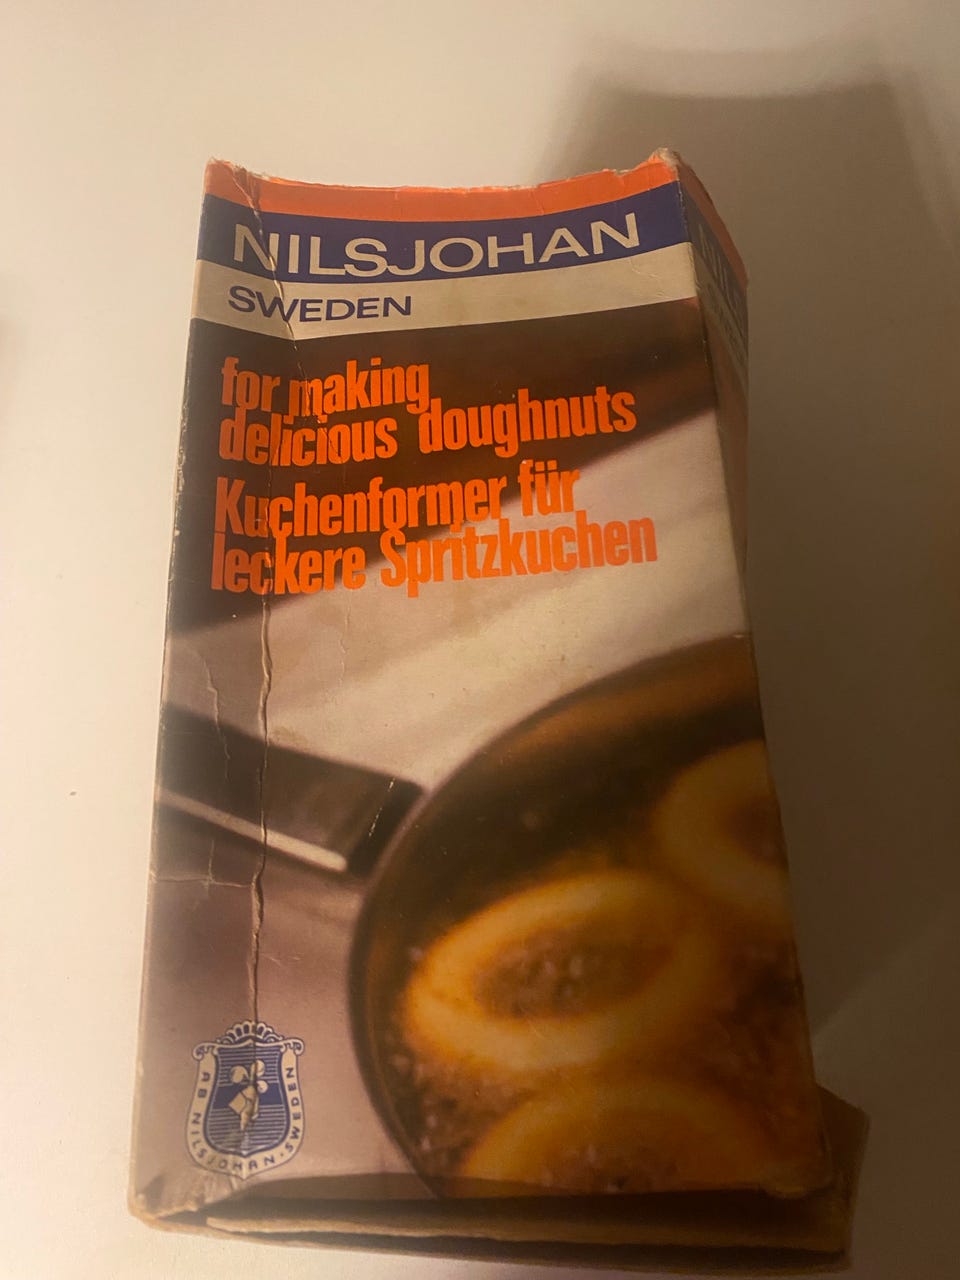 NILSJOHAN
SWEDEN
for making
delicious doughnuts
Kuchenformer für
leckere Spritzkuchen
AB NILSJOHAN · SWEDEN